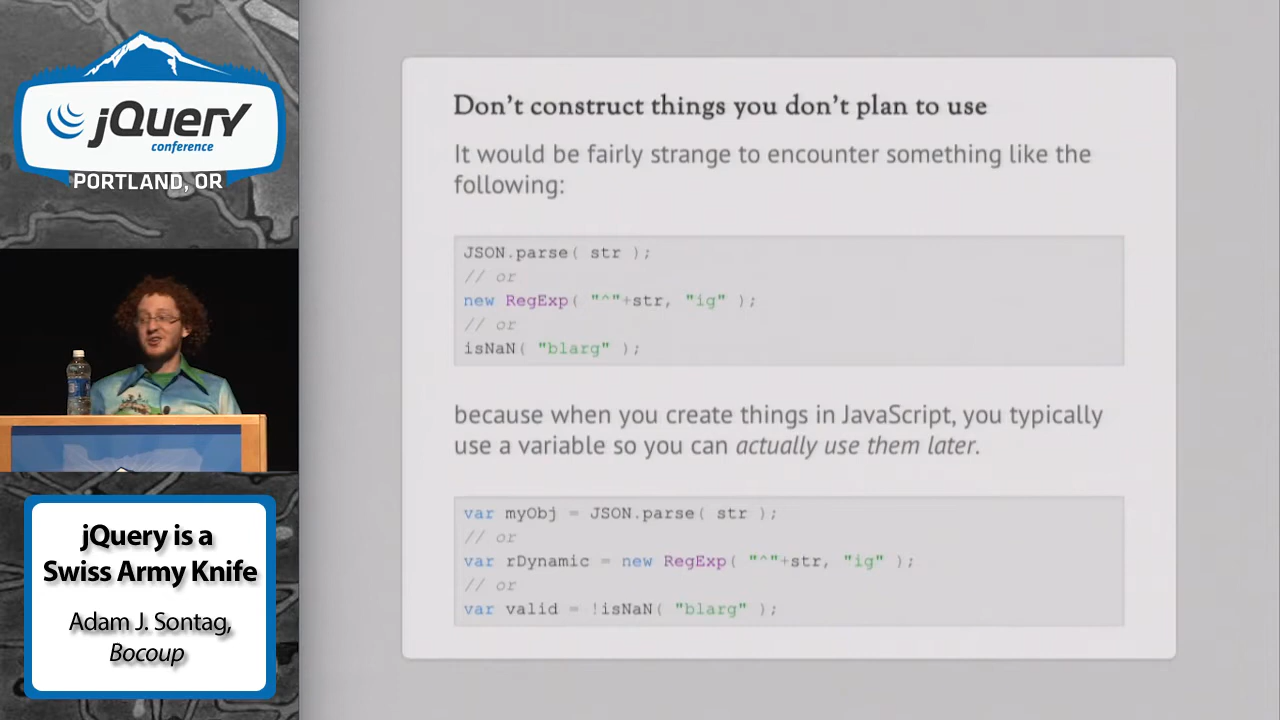 jQuery
conference
PORTLAND, OR
jQuery is a
Swiss Army Knife
Adam J. Sontag,
Bocoup
Don't construct things you don't plan to use
It would be fairly strange to encounter something like the
following:
JSON.parse( str );
// or
new RegExp( "^"+str, "ig" );
// or
isNaN( "blarg" );
because when you create things in JavaScript, you typically
use a variable so you can actually use them later.
var myObj = JSON.parse( str );
// or
var rDynamic = new RegExp( "^"+str, "ig" );
// or
var valid = !isNaN( "blarg" );